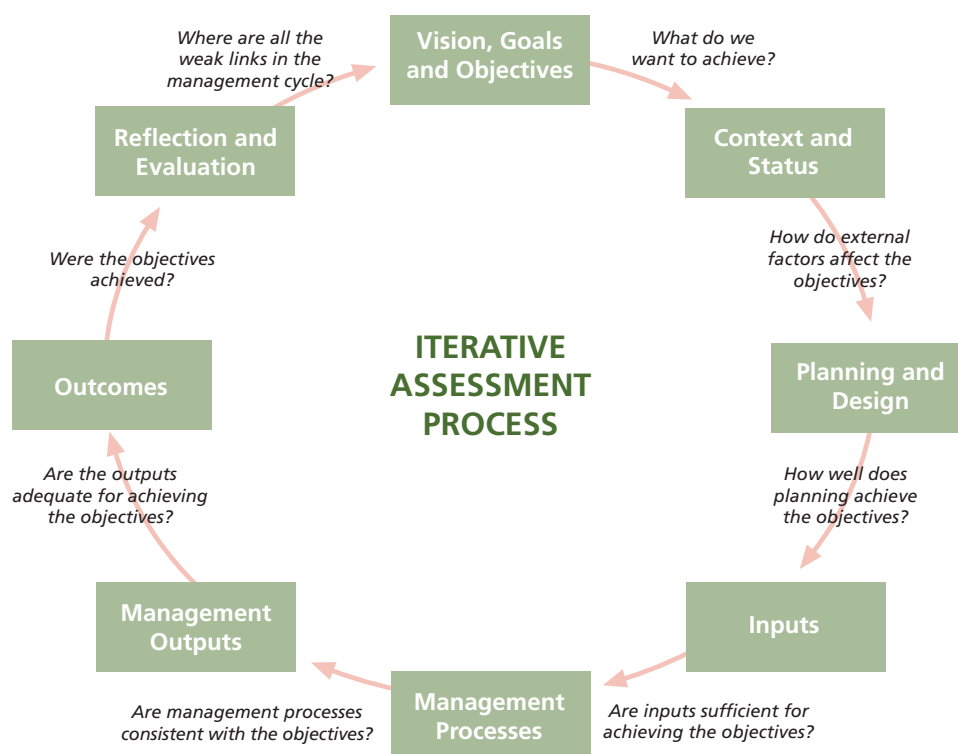 Vision, Goals
and Objectives
What do we
want to achieve?
Context and
Status
How do external
factors affect the
objectives?
Planning and
Design
How well does
planning achieve
the objectives?
Inputs
Are inputs sufficient for
achieving the objectives?
Management
Processes
Are management processes
consistent with the objectives?
Management
Outputs
Are the outputs
adequate for achieving
the objectives?
Outcomes
Were the objectives
achieved?
Reflection and
Evaluation
Where are all the
weak links in the
management cycle?
ITERATIVE
ASSESSMENT
PROCESS